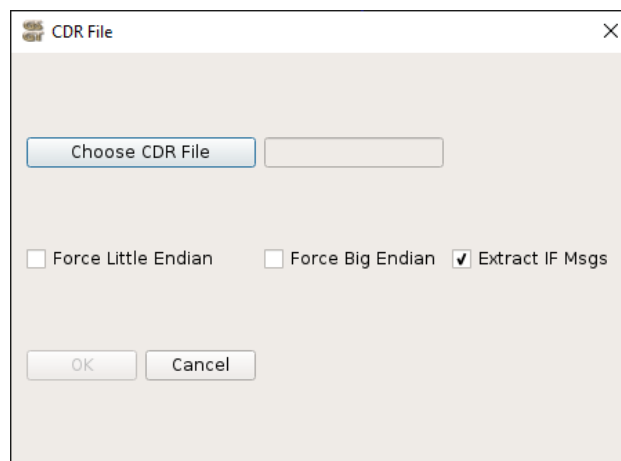 CDR File
Choose CDR File
Force Little Endian Force Big Endian Extract IF Msgs
OK Cancel